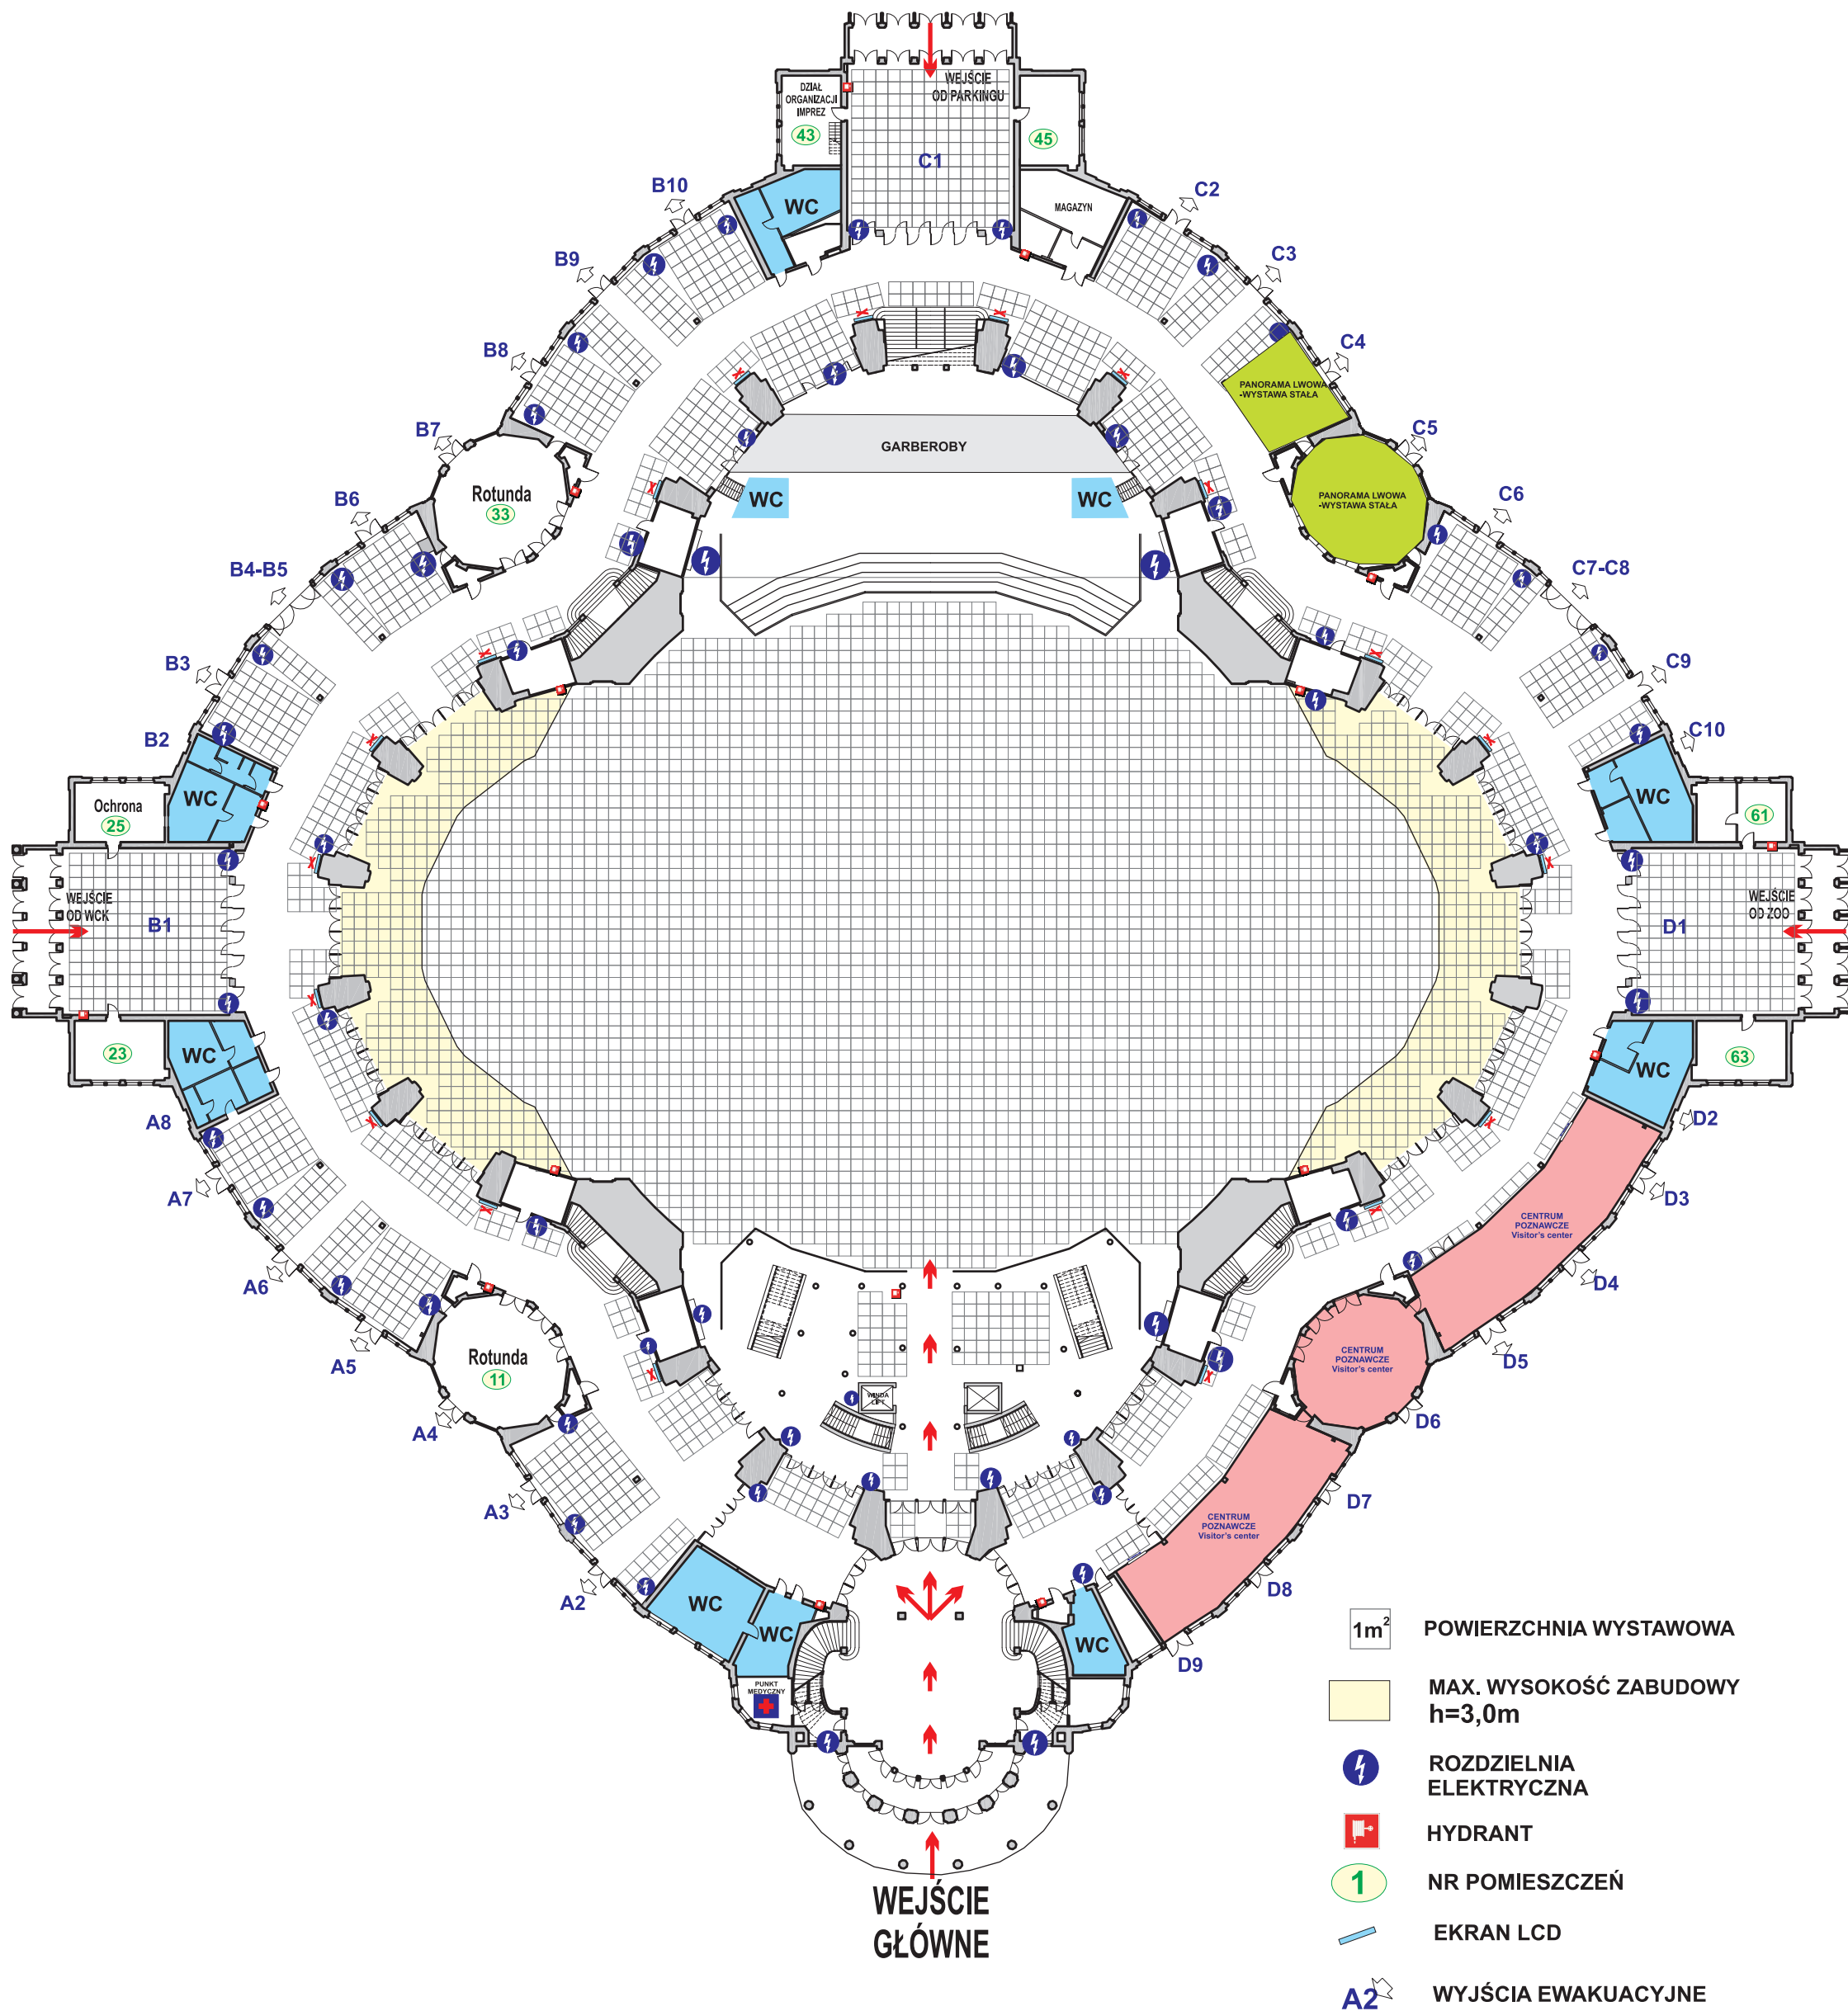 WEJŚCIE
OD PARKINGU
DZIAŁ
ORGANIZACJI
IMPREZ
43
45
C1
B10
WC
MAGAZYN
C2
B9
C3
B8
C4
PANORAMA LWOWA
-WYSTAWA STAŁA
B7
GARBEROBY
C5
Rotunda
33
WC
WC
PANORAMA LWOWA
-WYSTAWA STAŁA
B6
C6
B4-B5
C7-C8
B3
C9
B2
C10
Ochrona
25
WC
WC
61
WEJŚCIE
OD WCK
B1
WEJŚCIE
OD ZOO
D1
23
WC
WC
63
A8
D2
A7
D3
CENTRUM
POZNAWCZE
Visitor's center
A6
D4
A5
D5
Rotunda
11
CENTRUM
POZNAWCZE
Visitor's center
WINDA
LIFT
A4
D6
A3
D7
CENTRUM
POZNAWCZE
Visitor's center
A2
D8
WC
WC
WC
D9
PUNKT
MEDYCZNY
1m²
POWIERZCHNIA WYSTAWOWA
MAX. WYSOKOŚĆ ZABUDOWY
h=3,0m
ROZDZIELNIA
ELEKTRYCZNA
HYDRANT
1
NR POMIESZCZEŃ
EKRAN LCD
A2
WYJŚCIA EWAKUACYJNE
WEJŚCIE
GŁÓWNE